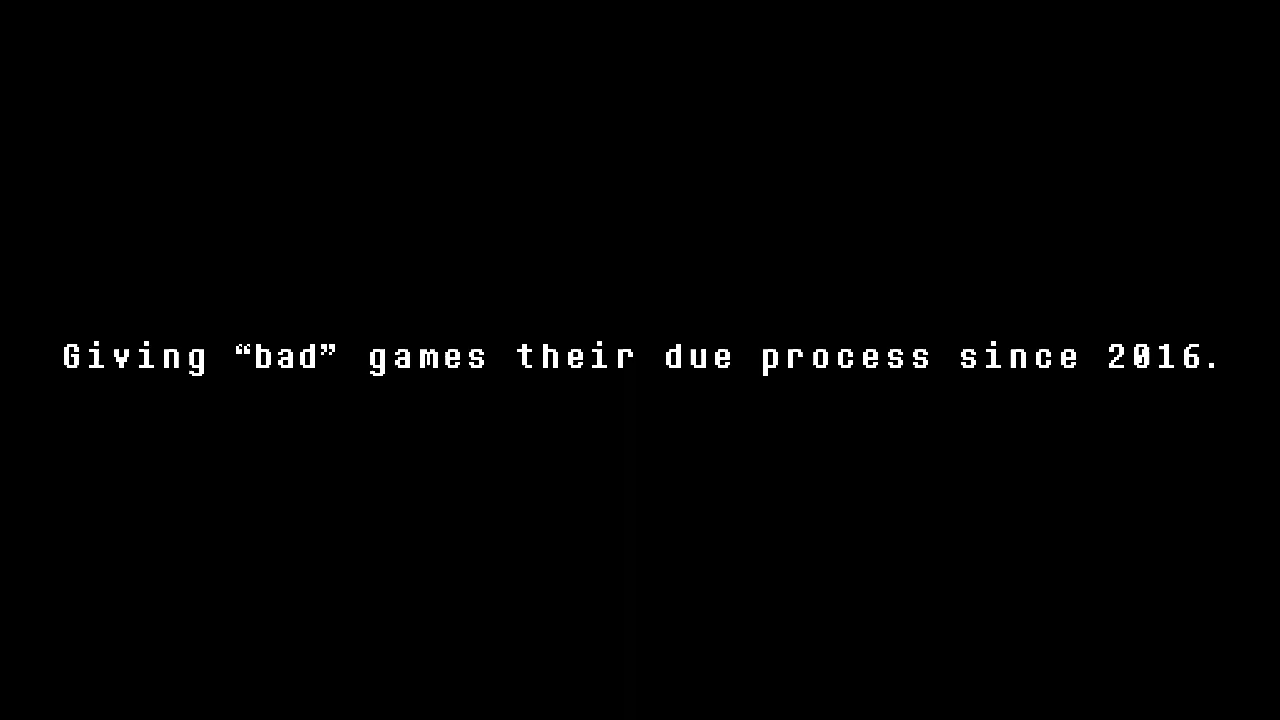 Giving “bad” games their due process since 2016.